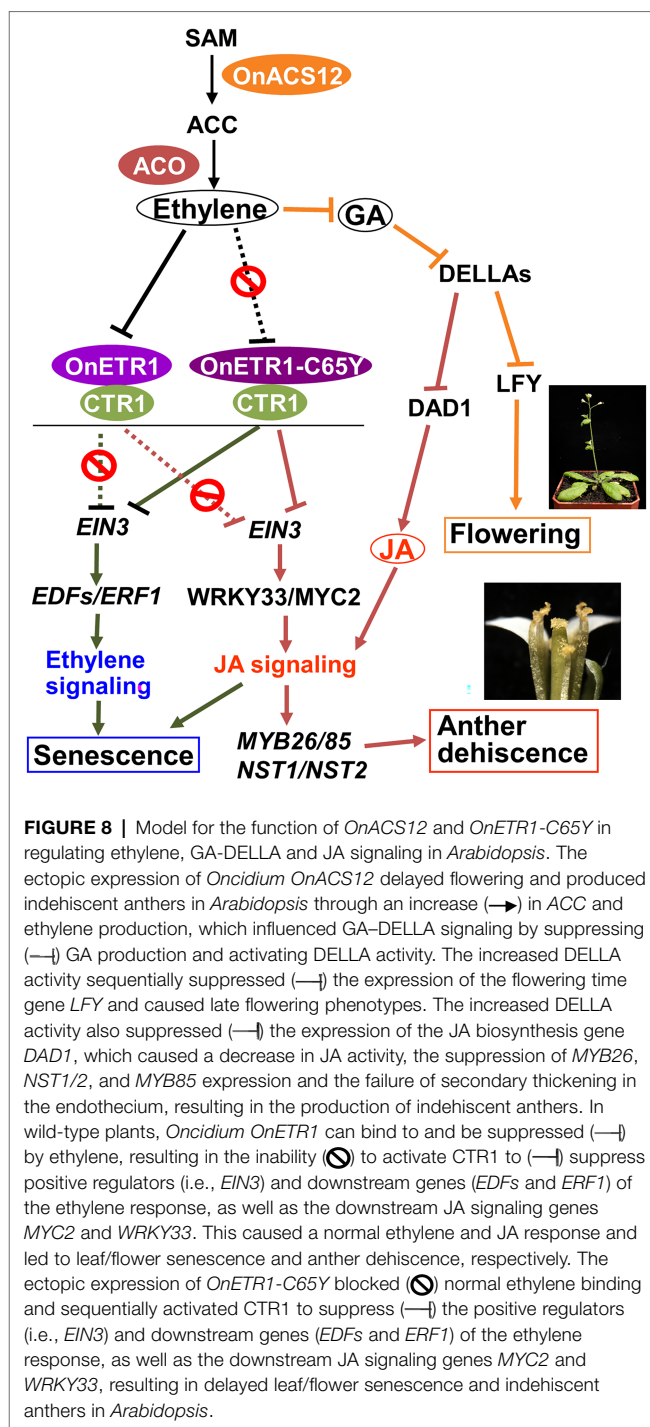 SAM
OnACS12
ACC
ACO
Ethylene
GA
DELLAs
OnETR1
OnETR1-C65Y
CTR1
CTR1
DAD1
LFY
EIN3
EIN3
JA
Flowering
EDFs/ERF1
WRKY33/MYC2
Ethylene
signaling
JA signaling
Senescence
MYB26/85
NST1/NST2
Anther
dehiscence
FIGURE 8 | Model for the function of OnACS12 and OnETR1-C65Y in
regulating ethylene, GA-DELLA and JA signaling in Arabidopsis. The
ectopic expression of Oncidium OnACS12 delayed flowering and produced
indehiscent anthers in Arabidopsis through an increase (→) in ACC and
ethylene production, which influenced GA–DELLA signaling by suppressing
(—|) GA production and activating DELLA activity. The increased DELLA
activity sequentially suppressed (—|) the expression of the flowering time
gene LFY and caused late flowering phenotypes. The increased DELLA
activity also suppressed (—|) the expression of the JA biosynthesis gene
DAD1, which caused a decrease in JA activity, the suppression of MYB26,
NST1/2, and MYB85 expression and the failure of secondary thickening in
the endothecium, resulting in the production of indehiscent anthers. In
wild-type plants, Oncidium OnETR1 can bind to and be suppressed (—|)
by ethylene, resulting in the inability (🚫) to activate CTR1 to (—|) suppress
positive regulators (i.e., EIN3) and downstream genes (EDFs and ERF1) of
the ethylene response, as well as the downstream JA signaling genes
MYC2 and WRKY33. This caused a normal ethylene and JA response and
led to leaf/flower senescence and anther dehiscence, respectively. The
ectopic expression of OnETR1-C65Y blocked (🚫) normal ethylene binding
and sequentially activated CTR1 to suppress (—|) the positive regulators
(i.e., EIN3) and downstream genes (EDFs and ERF1) of the ethylene
response, as well as the downstream JA signaling genes MYC2 and
WRKY33, resulting in delayed leaf/flower senescence and indehiscent
anthers in Arabidopsis.